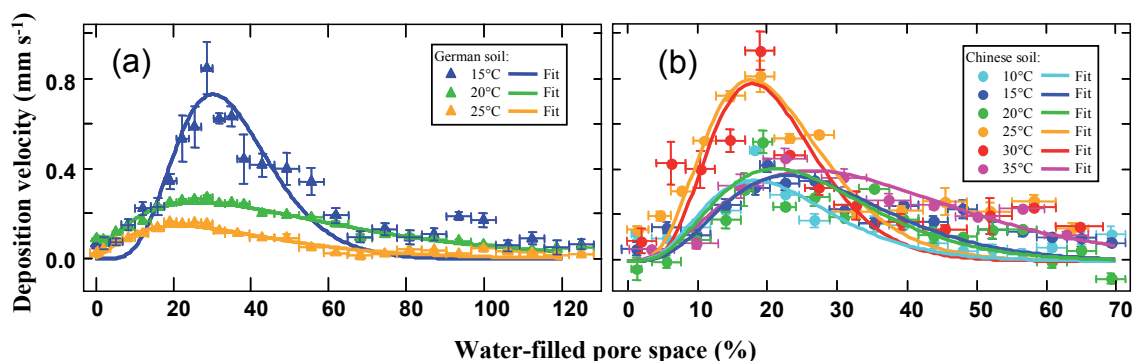 Deposition velocity (mm s⁻¹)
0.8
0.4
0.0
(a)
German soil:
15°C Fit
20°C Fit
25°C Fit
0 20 40 60 80 100 120
(b)
Chinese soil:
10°C Fit
15°C Fit
20°C Fit
25°C Fit
30°C Fit
35°C Fit
0 10 20 30 40 50 60 70
Water-filled pore space (%)